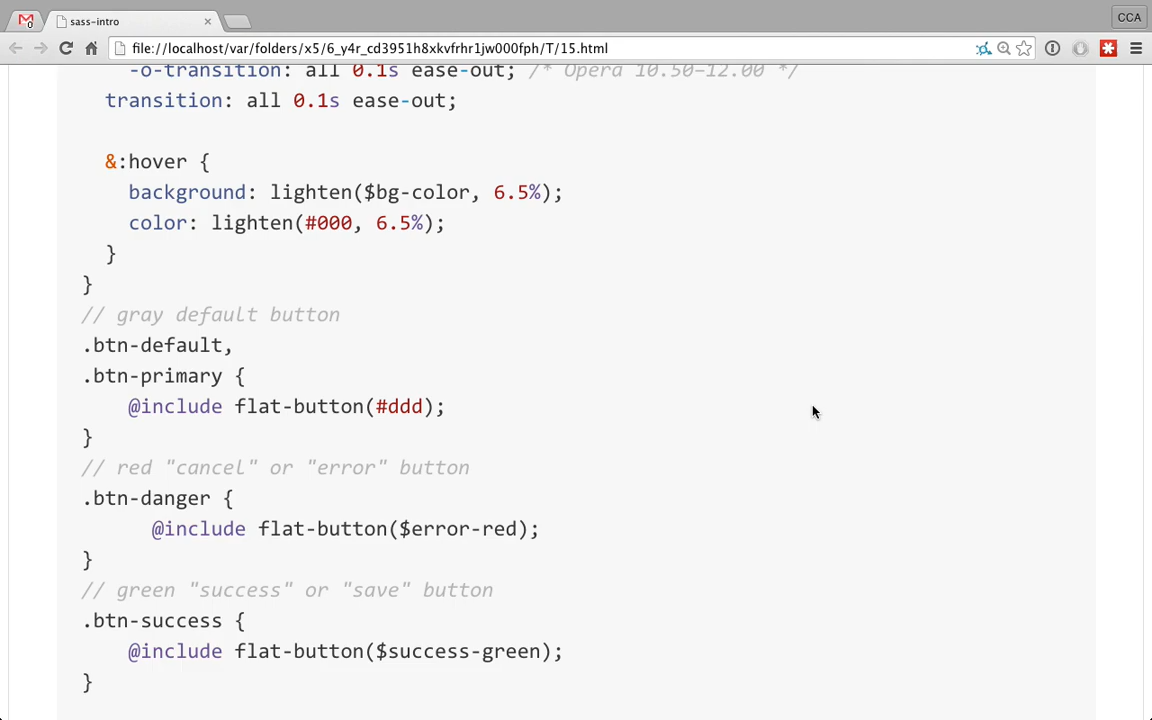 0
sass-intro
CCA
file://localhost/var/folders/x5/6_y4r_cd3951h8xkvfrhr1jw000fph/T/15.html
-o-transition: all 0.1s ease-out; /* Opera 10.50–12.00 */
transition: all 0.1s ease-out;
&:hover {
background: lighten($bg-color, 6.5%);
color: lighten(#000, 6.5%);
}
}
// gray default button
.btn-default,
.btn-primary {
@include flat-button(#ddd);
}
// red "cancel" or "error" button
.btn-danger {
@include flat-button($error-red);
}
// green "success" or "save" button
.btn-success {
@include flat-button($success-green);
}